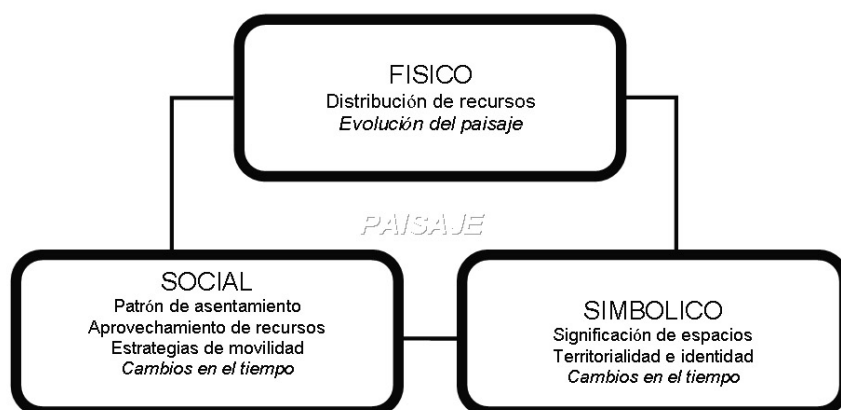 FISICO
Distribución de recursos
Evolución del paisaje
PAISAJE
SOCIAL
Patrón de asentamiento
Aprovechamiento de recursos
Estrategias de movilidad
Cambios en el tiempo
SIMBOLICO
Significación de espacios
Territorialidad e identidad
Cambios en el tiempo